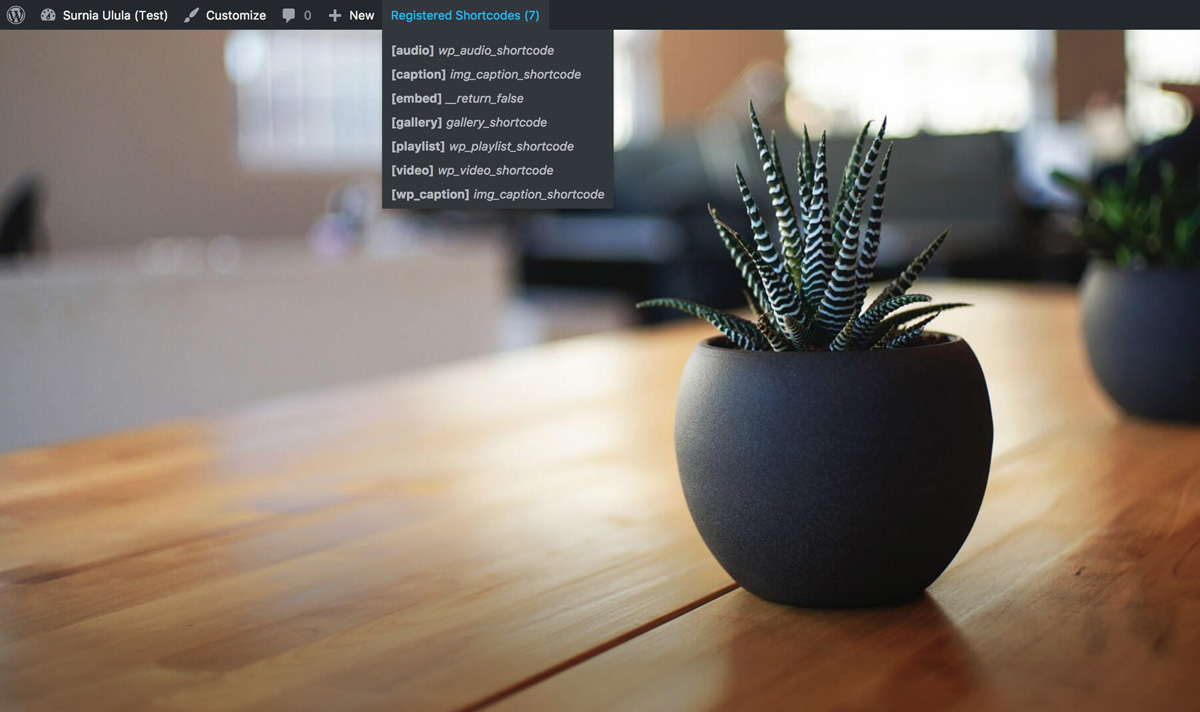 Surnia Ulula (Test) Customize 0 New Registered Shortcodes (7)
[audio] wp_audio_shortcode
[caption] img_caption_shortcode
[embed] __return_false
[gallery] gallery_shortcode
[playlist] wp_playlist_shortcode
[video] wp_video_shortcode
[wp_caption] img_caption_shortcode